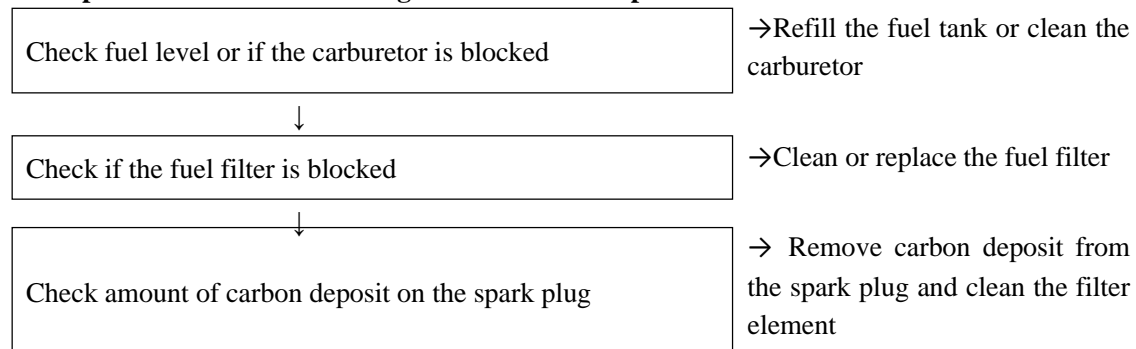 Check fuel level or if the carburetor is blocked
→Refill the fuel tank or clean the
carburetor
↓
Check if the fuel filter is blocked
→Clean or replace the fuel filter
↓
Check amount of carbon deposit on the spark plug
→ Remove carbon deposit from
the spark plug and clean the filter
element